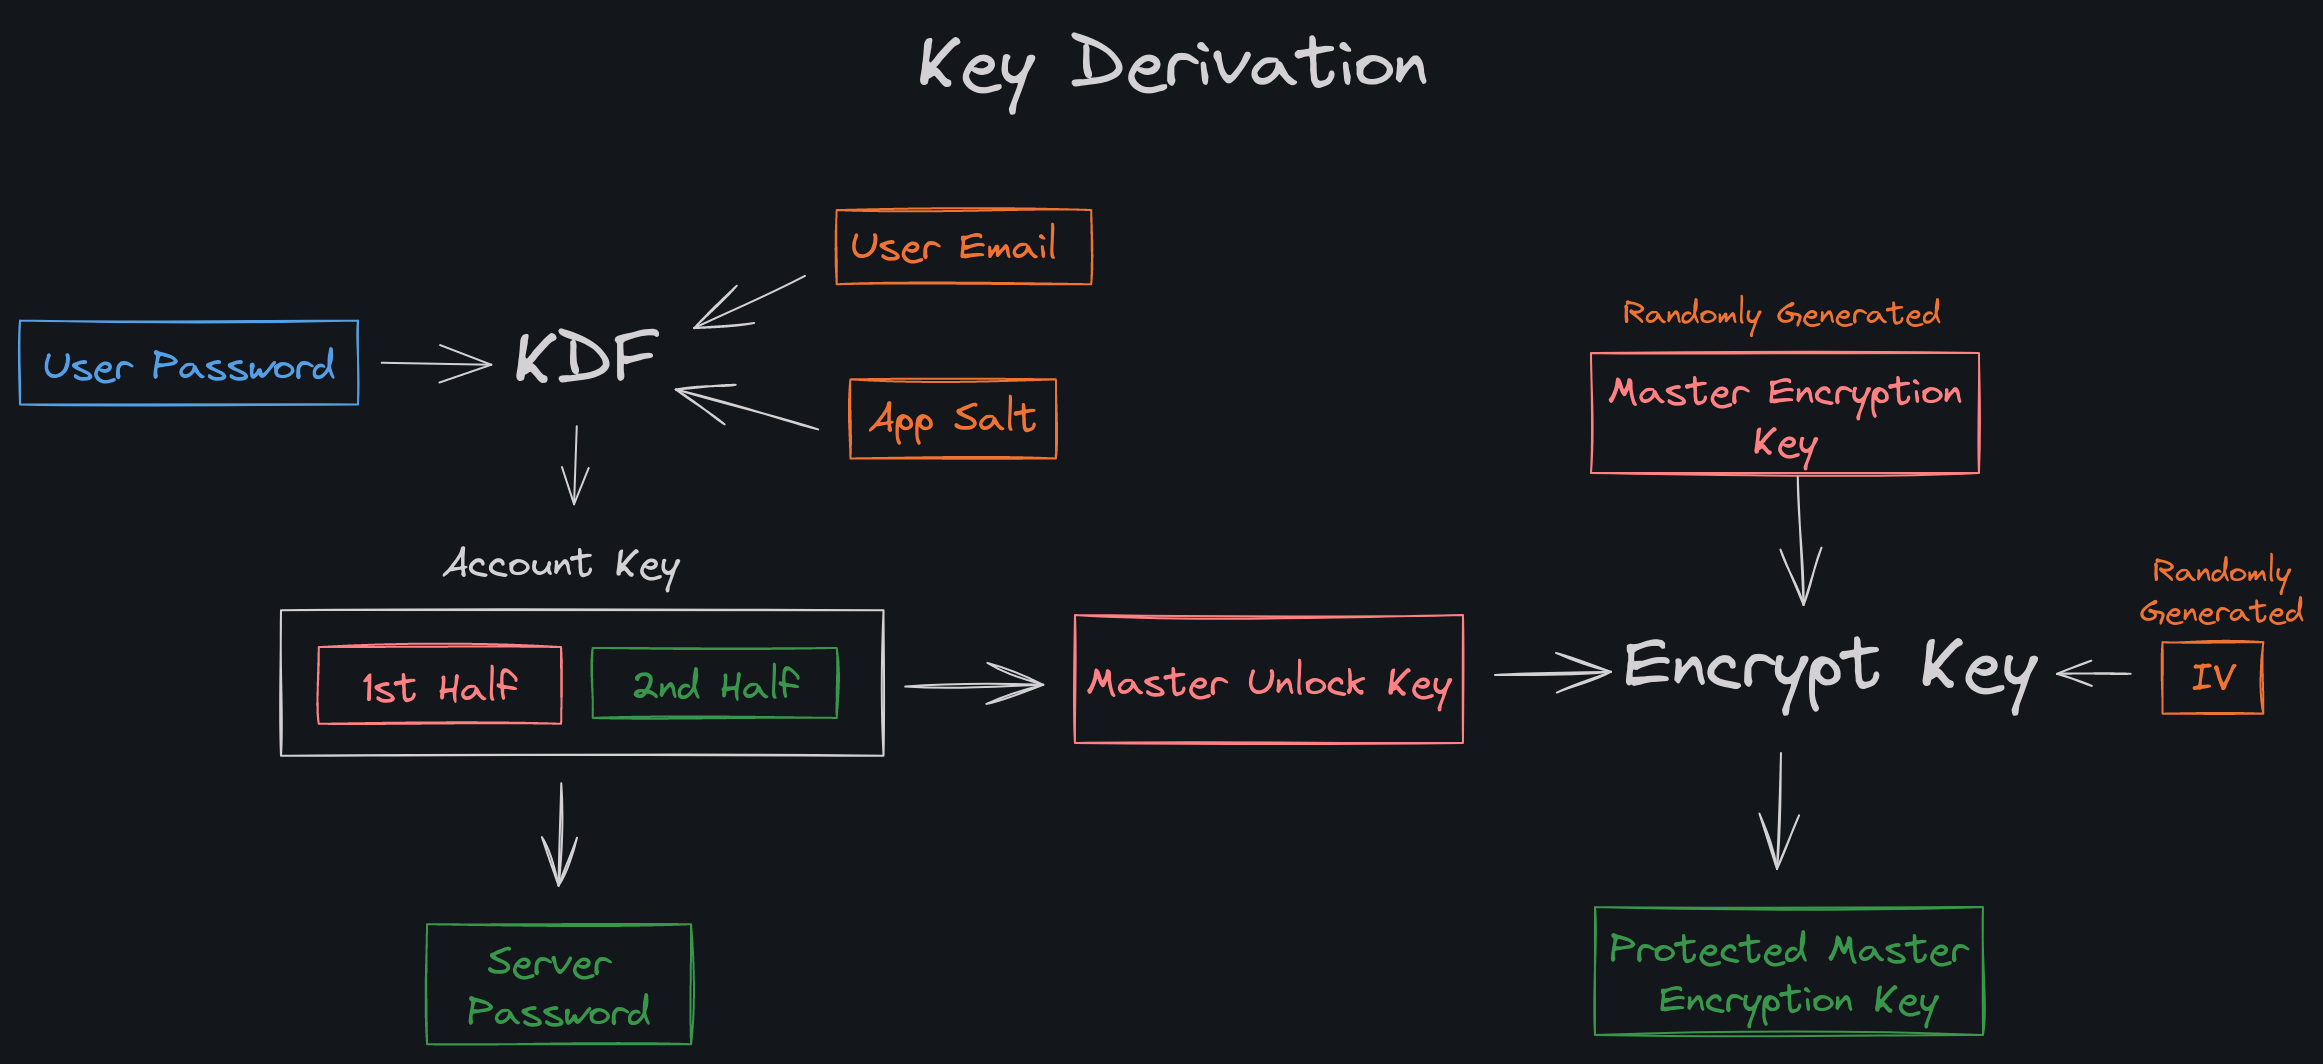 Key Derivation
User Email
Randomly Generated
User Password
KDF
App Salt
Master Encryption
Key
Account Key
Randomly
Generated
1st Half
2nd Half
Master Unlock Key
Encrypt Key
IV
Server
Password
Protected Master
Encryption Key